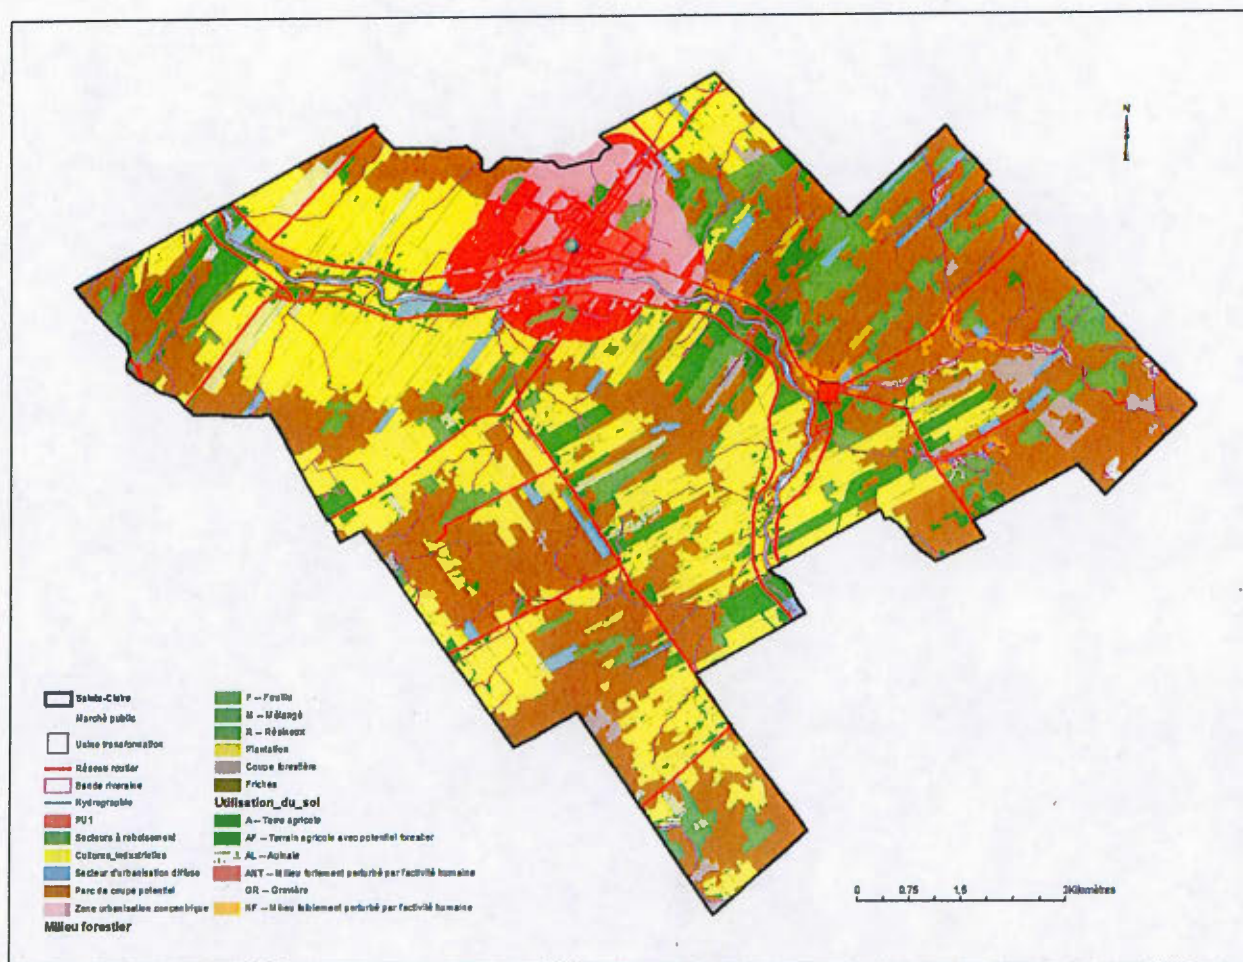 N
Sainte-Claire
Marché public
Usine transformation
Réseau routier
Bande riveraine
Hydrographie
PU1
Secteurs à reboisement
Cultures_industrielles
Secteur d'urbanisation diffuse
Parc de coupe potentiel
Zone urbanisation concentrique
Milieu forestier
F -- Feuillu
M -- Mélangé
R -- Résineux
Plantation
Coupe forestière
Friches
Utilisation_du_sol
A -- Terre agricole
AF -- Terrain agricole avec potentiel forestier
AL -- Aulnaie
ANT -- Milieu fortement perturbé par l'activité humaine
GR -- Gravière
NF -- Milieu faiblement perturbé par l'activité humaine
0 0.75 1,5 3Kilomètres